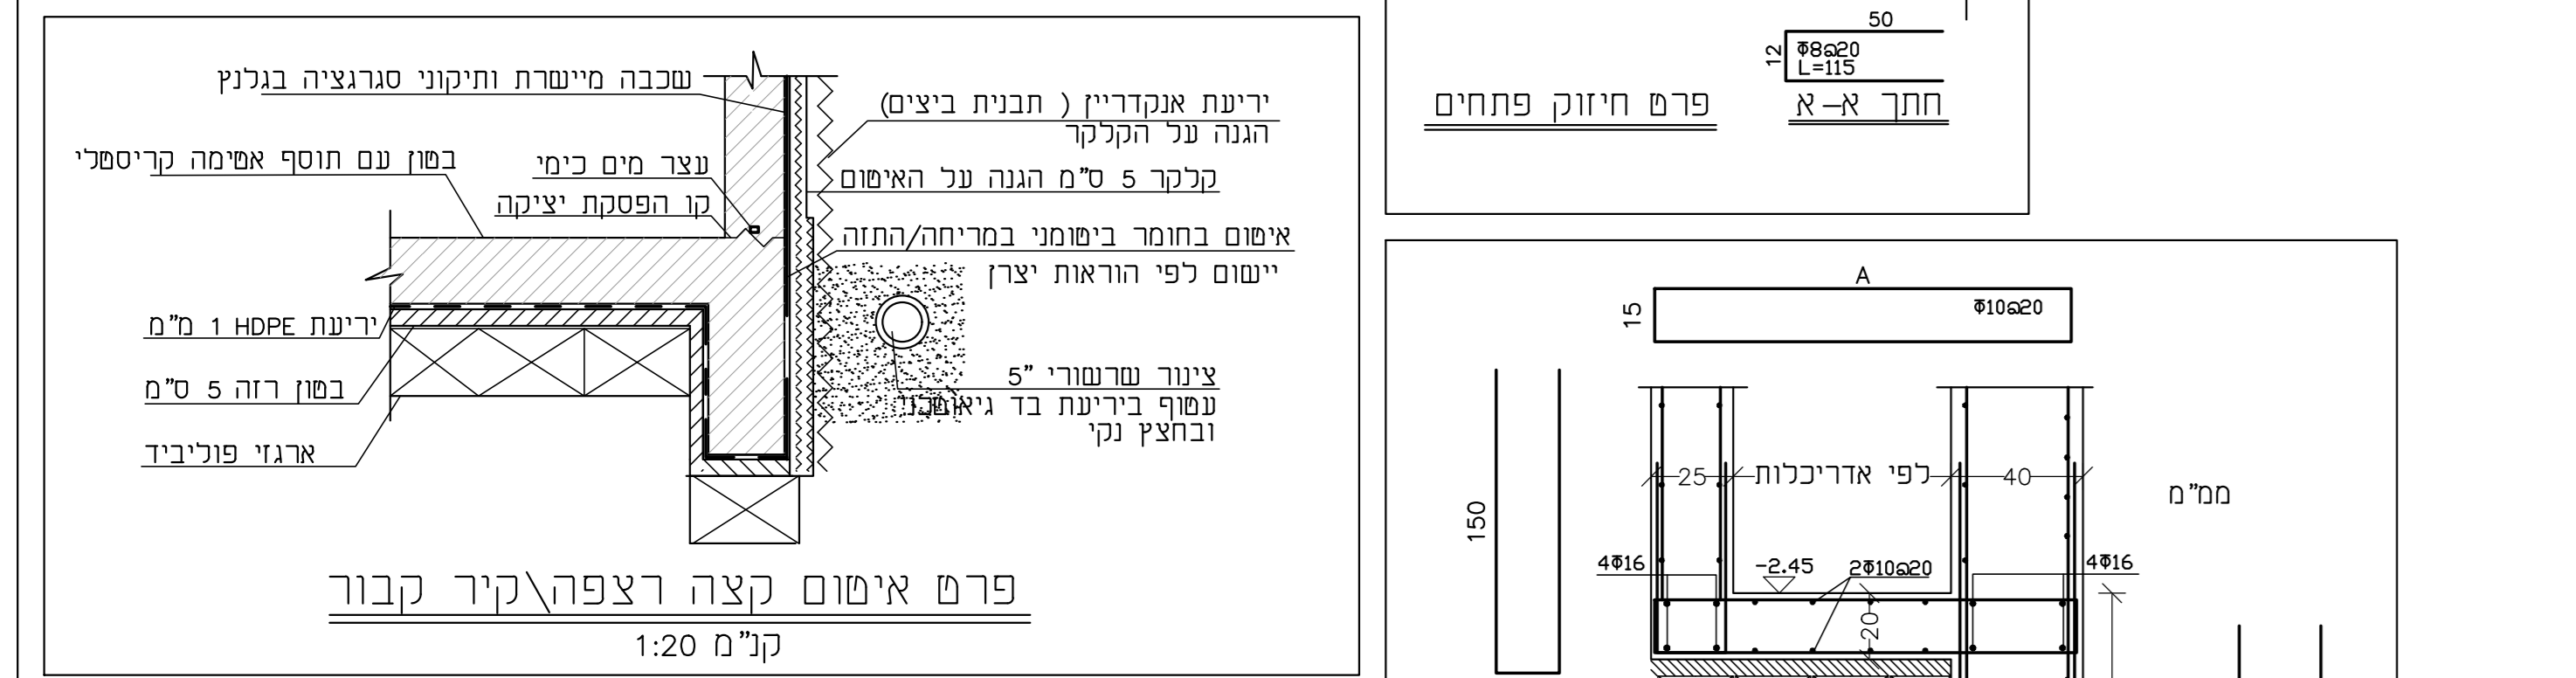 שכבה מיישרת ותיקוני סגרגציה בגלנץ
בטון עם תוסף אטימה קריסטלי
עצר מים כימי
קו הפסקת יציקה
יריעת אנקדריין ( תבנית ביצים)
הגנה על הקלקר
קלקר 5 ס"מ הגנה על האיטום
איטום בחומר ביטומני במריחה/התזה
יישום לפי הוראות יצרן
יריעת HDPE 1 מ"מ
בטון רזה 5 ס"מ
ארגזי פוליביד
צינור שרשורי 5"
עטוף ביריעת בד גיאוטכני
ובחצץ נקי
פרט איטום קצה רצפה\קיר קבור
קנ"מ 1:20
50
12
Φ8@20
L=115
חתך א–א
פרט חיזוק פתחים
A
15
Φ10@20
150
25
לפי אדריכלות
40
ממ"מ
4Φ16
-2.45
2Φ10@20
4Φ16
20